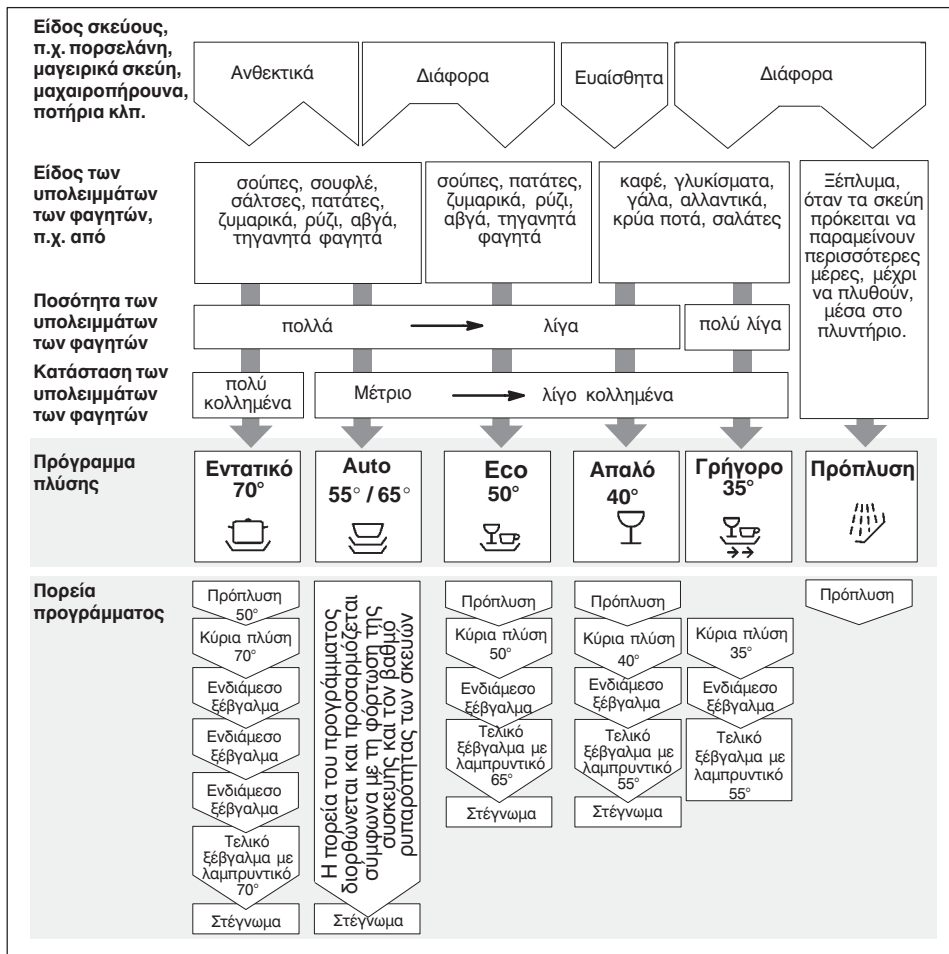 Είδος σκεύους,
π.χ. πορσελάνη,
μαγειρικά σκεύη,
μαχαιροπήρουνα,
ποτήρια κλπ.
Ανθεκτικά
Διάφορα
Ευαίσθητα
Διάφορα
Είδος των
υπολειμμάτων
των φαγητών,
π.χ. από
σούπες, σουφλέ,
σάλτσες, πατάτες,
ζυμαρικά, ρύζι, αβγά,
τηγανητά φαγητά
σούπες, πατάτες,
ζυμαρικά, ρύζι,
αβγά, τηγανητά
φαγητά
καφέ, γλυκίσματα,
γάλα, αλλαντικά,
κρύα ποτά, σαλάτες
Ξέπλυμα,
όταν τα σκεύη
πρόκειται να
παραμείνουν
περισσότερες
μέρες, μέχρι
να πλυθούν,
μέσα στο
πλυντήριο.
Ποσότητα των
υπολειμμάτων
των φαγητών
πολλά
λίγα
πολύ λίγα
Κατάσταση των
υπολειμμάτων
των φαγητών
πολύ
κολλημένα
Μέτριο
λίγο κολλημένα
Πρόγραμμα
πλύσης
Εντατικό
70°
Auto
55° / 65°
Eco
50°
Απαλό
40°
Γρήγορο
35°
Πρόπλυση
Πορεία
προγράμματος
Πρόπλυση
50°
Κύρια πλύση
70°
Ενδιάμεσο
ξέβγαλμα
Ενδιάμεσο
ξέβγαλμα
Ενδιάμεσο
ξέβγαλμα
Τελικό
ξέβγαλμα με
λαμπρυντικό
70°
Στέγνωμα
Η πορεία του προγράμματος
διορθώνεται και προσαρμόζεται
σύμφωνα με τη φόρτωση της
συσκευής και τον βαθμό
ρυπαρότητας των σκευών
Στέγνωμα
Πρόπλυση
Κύρια πλύση
50°
Ενδιάμεσο
ξέβγαλμα
Τελικό
ξέβγαλμα με
λαμπρυντικό
65°
Στέγνωμα
Πρόπλυση
Κύρια πλύση
40°
Ενδιάμεσο
ξέβγαλμα
Τελικό
ξέβγαλμα με
λαμπρυντικό
55°
Στέγνωμα
Κύρια πλύση
35°
Ενδιάμεσο
ξέβγαλμα
Τελικό
ξέβγαλμα με
λαμπρυντικό
55°
Πρόπλυση